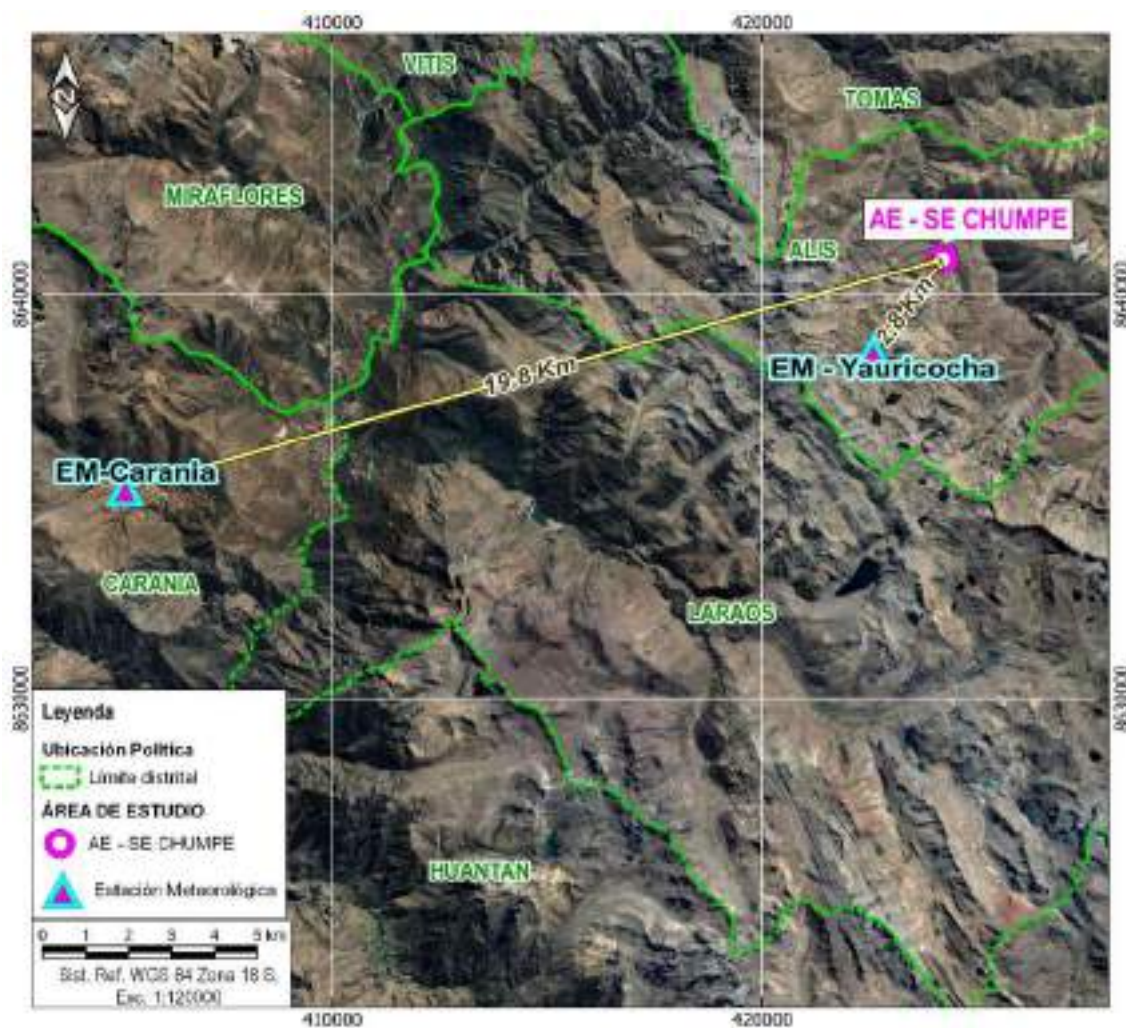 410000
420000
VITIS
TOMAS
MIRAFLORES
AE - SE CHUMPE
ALIS
8640000
8640000
2.8 Km
19.8 Km
EM - Yauricocha
EM-Carania
CARANIA
LARAOS
8630000
8630000
Leyenda
Ubicación Política
Límite distrital
ÁREA DE ESTUDIO
AE - SE CHUMPE
Estación Meteorológica
HUANTAN
0 1 2 3 4 5 km
Sist. Ref. WGS 84 Zona 18 S.
Esc. 1:120000
410000
420000